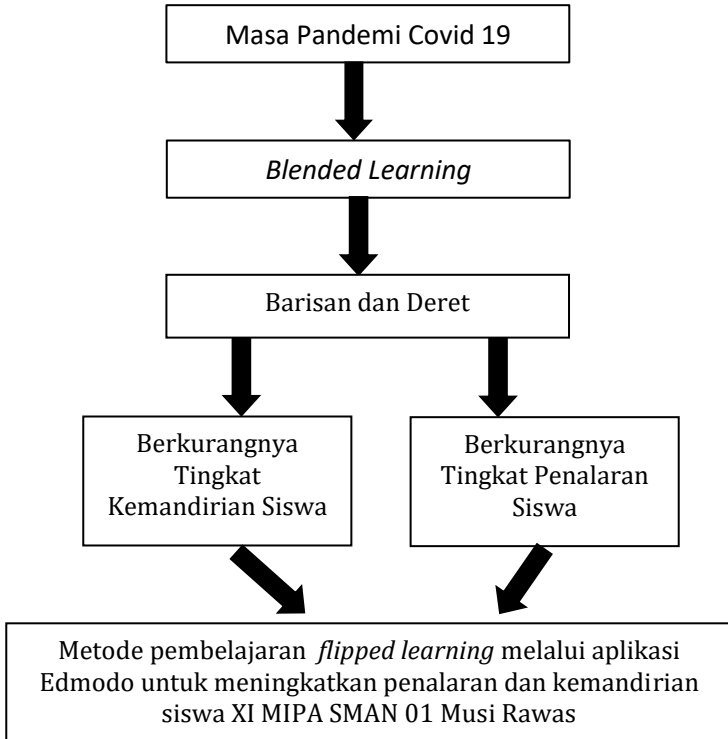 Masa Pandemi Covid 19
Blended Learning
Barisan dan Deret
Berkurangnya
Tingkat
Kemandirian Siswa
Berkurangnya
Tingkat Penalaran
Siswa
Metode pembelajaran flipped learning melalui aplikasi
Edmodo untuk meningkatkan penalaran dan kemandirian
siswa XI MIPA SMAN 01 Musi Rawas